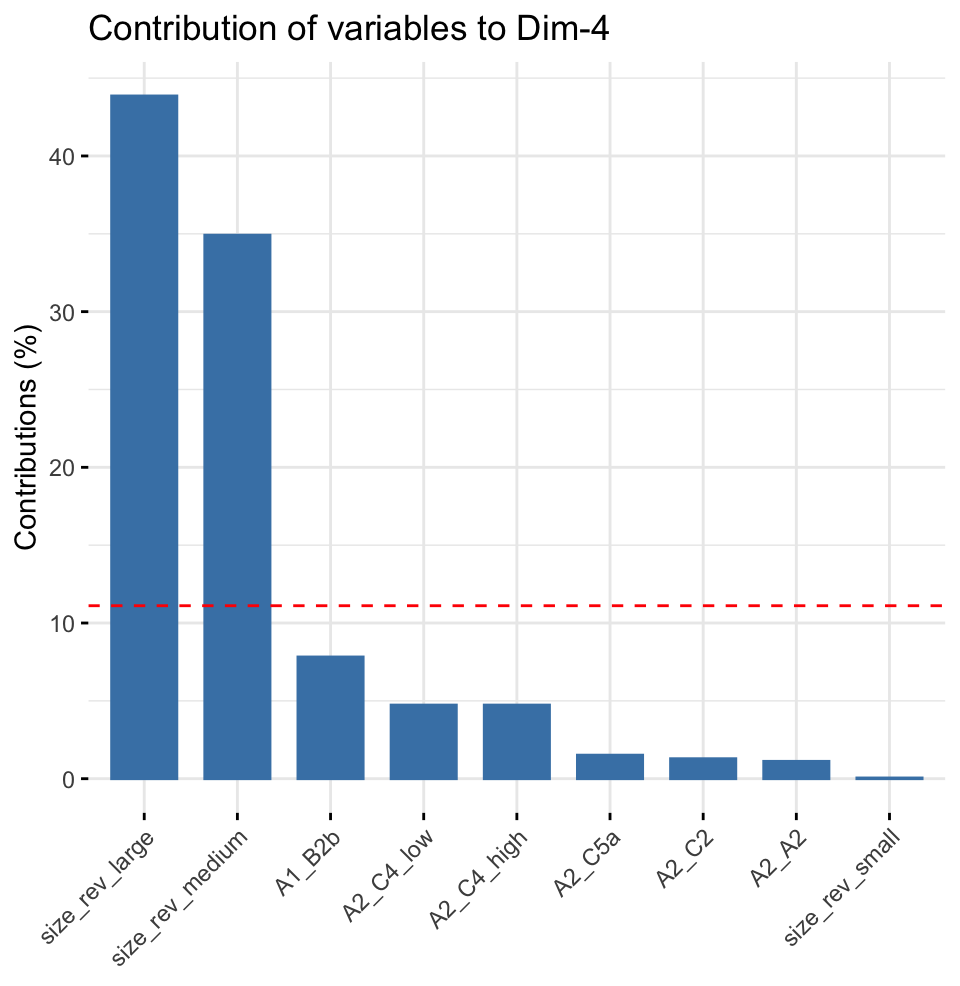 Contribution of variables to Dim-4
Contributions (%)
40
30
20
10
0
size_rev_large
size_rev_medium
A1_B2b
A2_C4_low
A2_C4_high
A2_C5a
A2_C2
A2_A2
size_rev_small